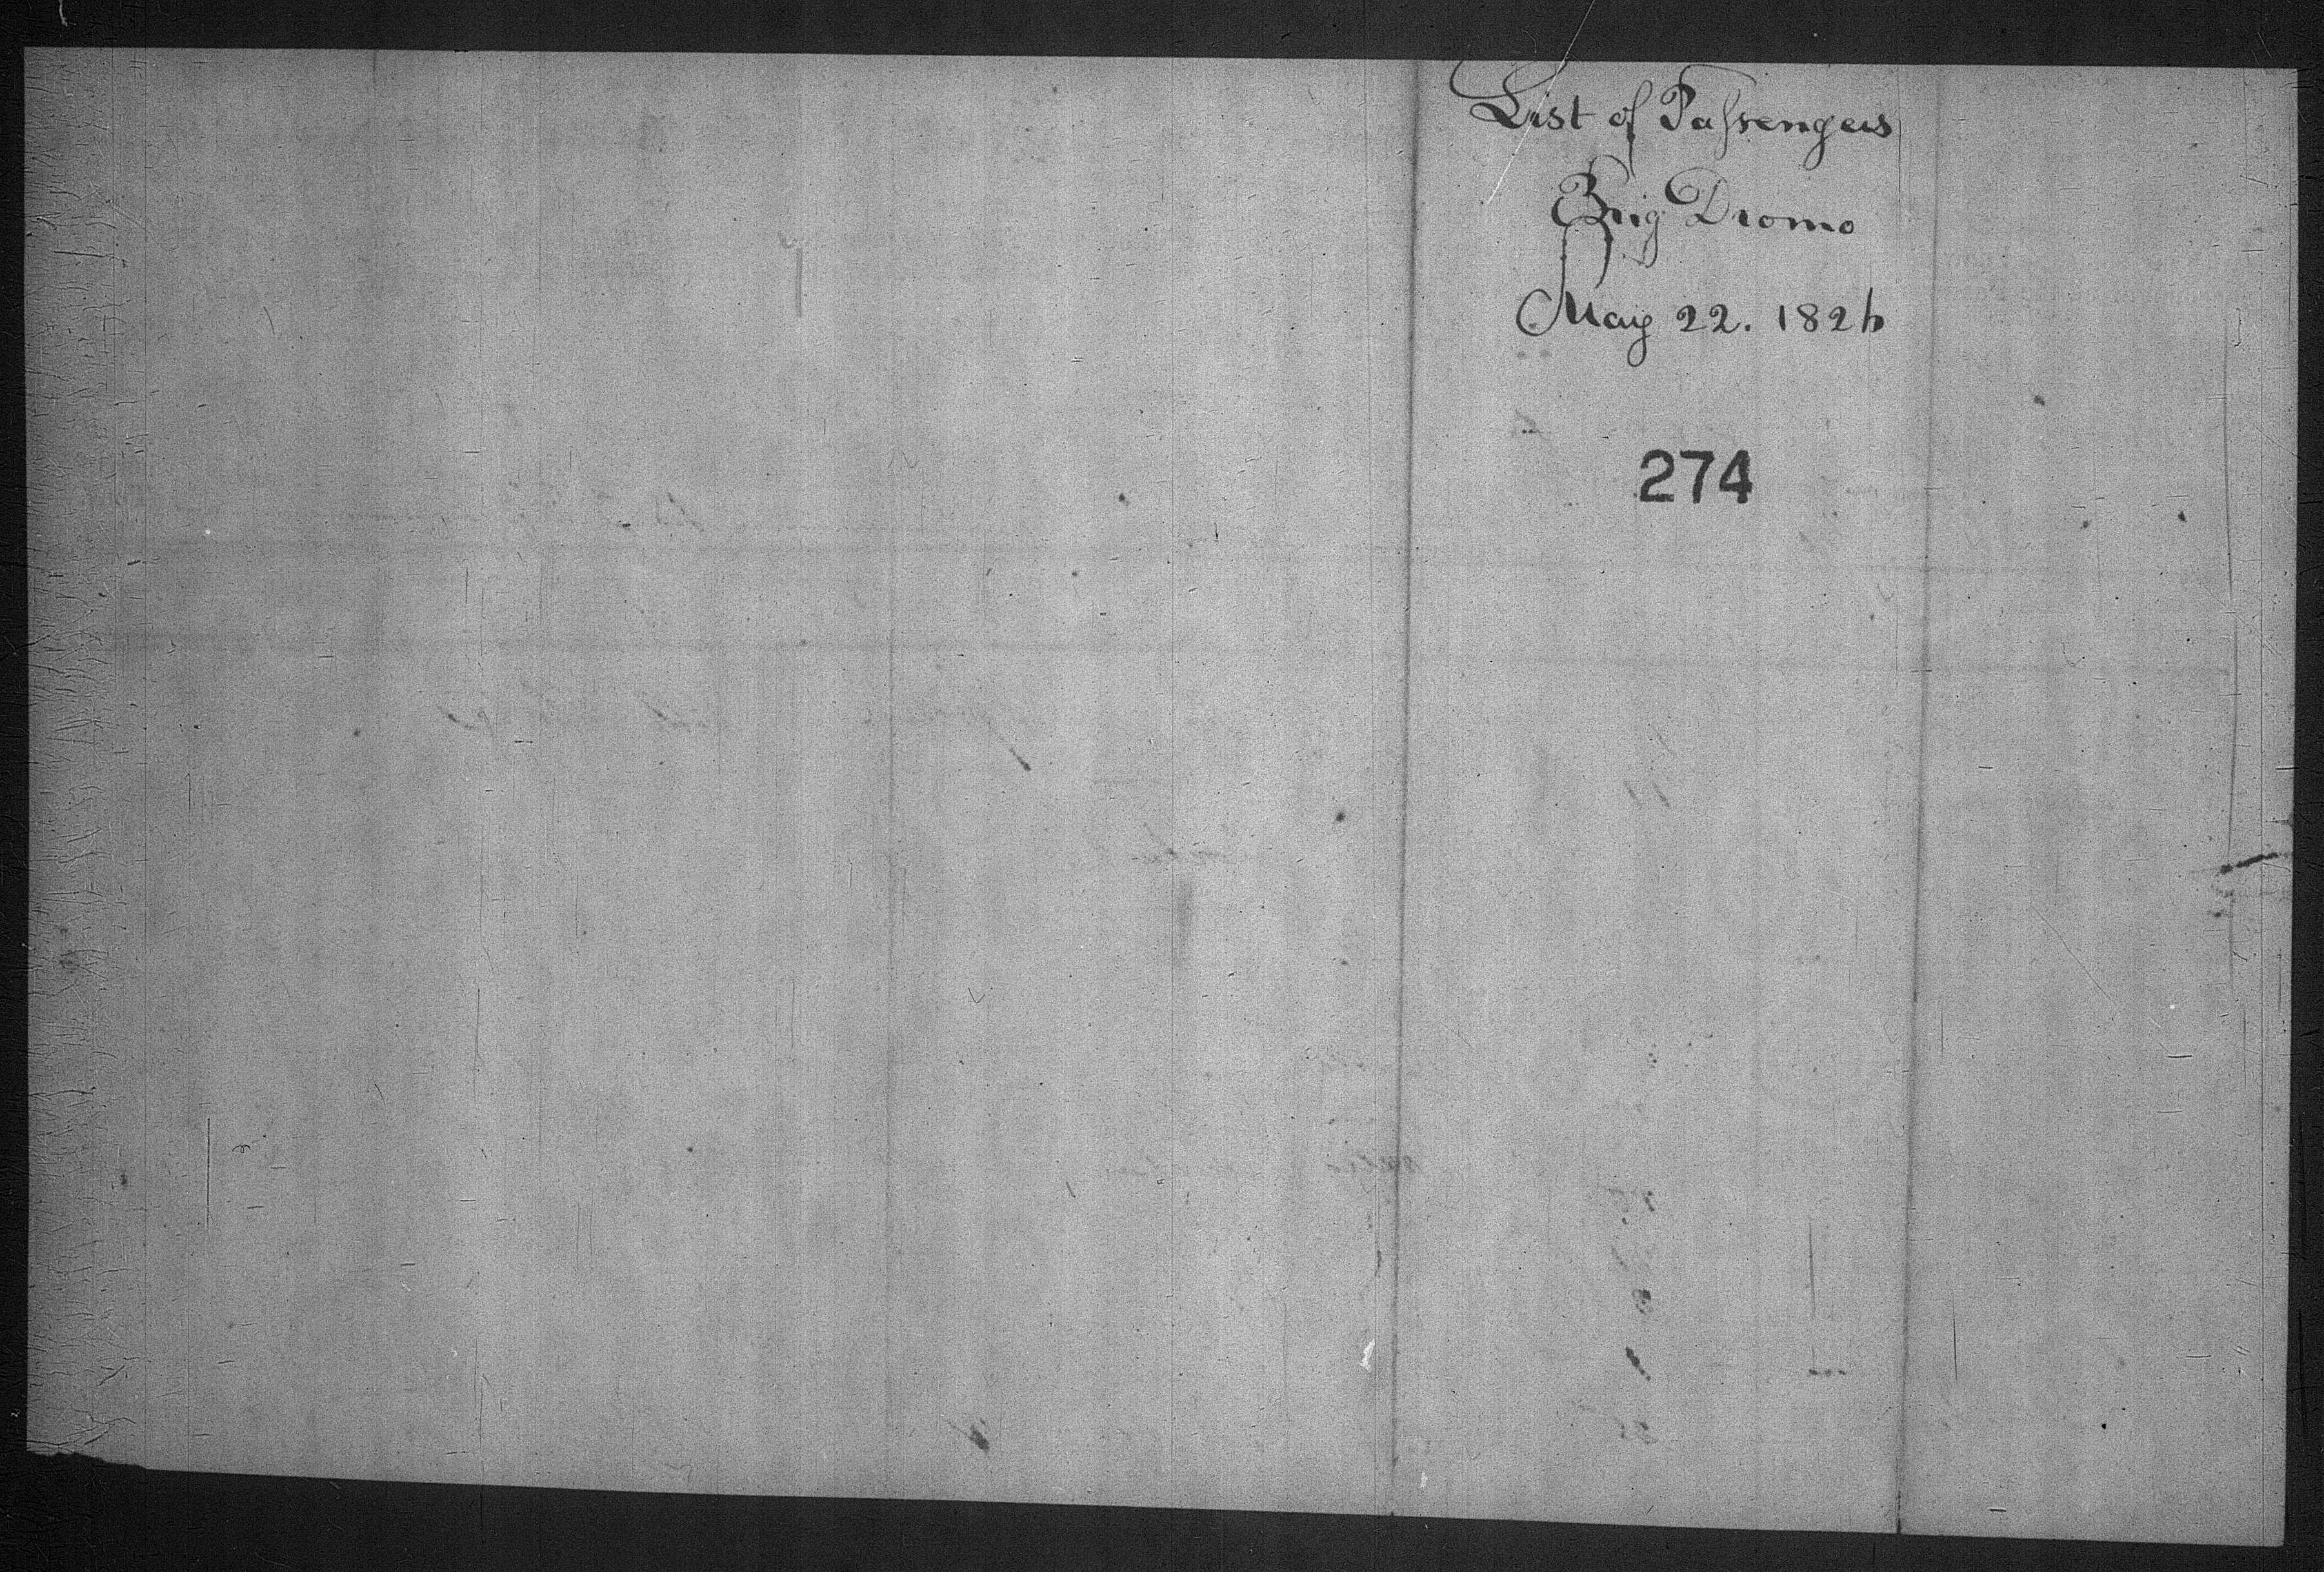 List of Passengers
Brig Dromo
May 22. 1826
274